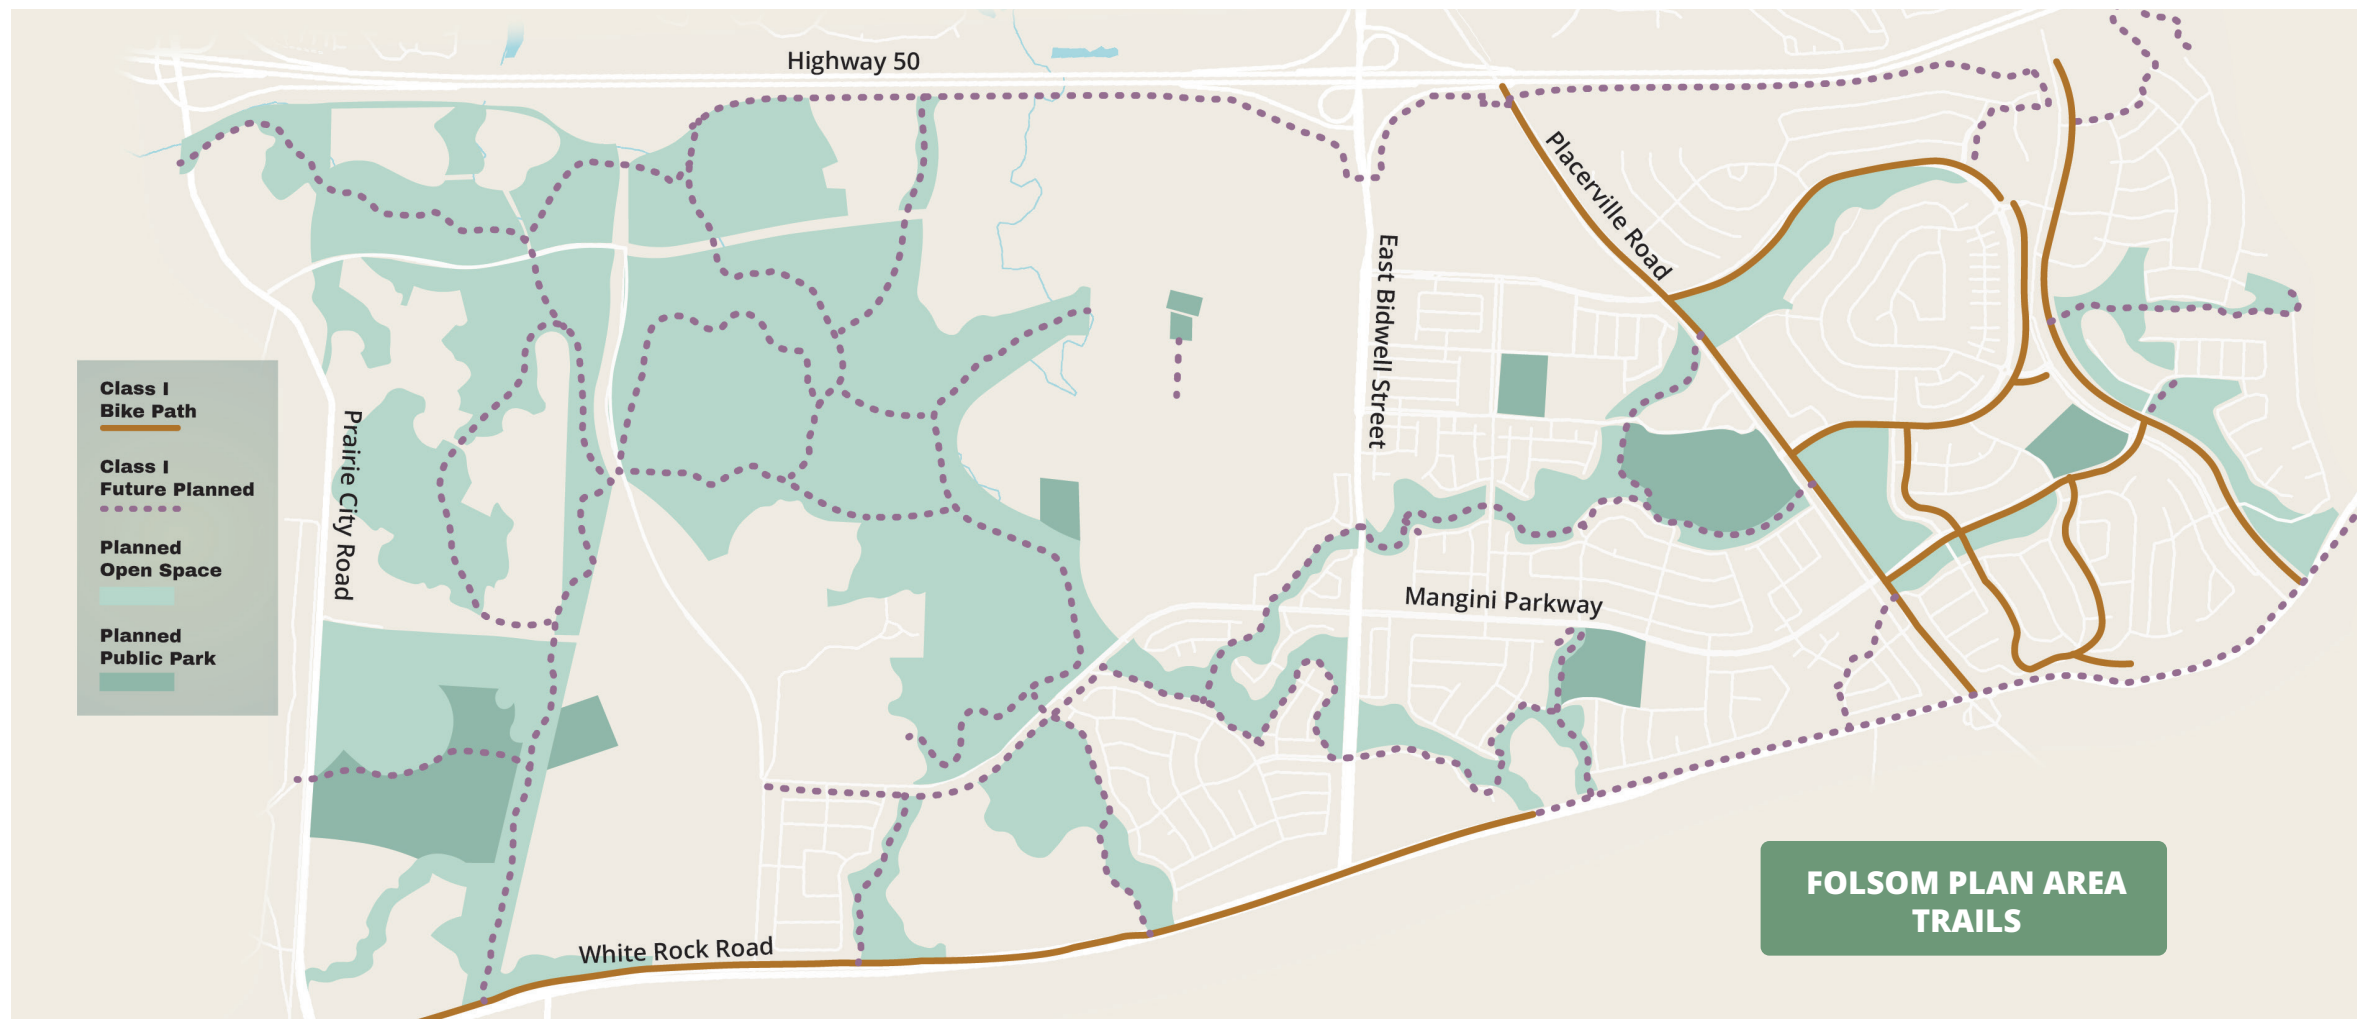 Highway 50
Placerville Road
East Bidwell Street
Class I
Bike Path
Class I
Future Planned
Planned
Open Space
Planned
Public Park
Prairie City Road
Mangini Parkway
White Rock Road
FOLSOM PLAN AREA
TRAILS